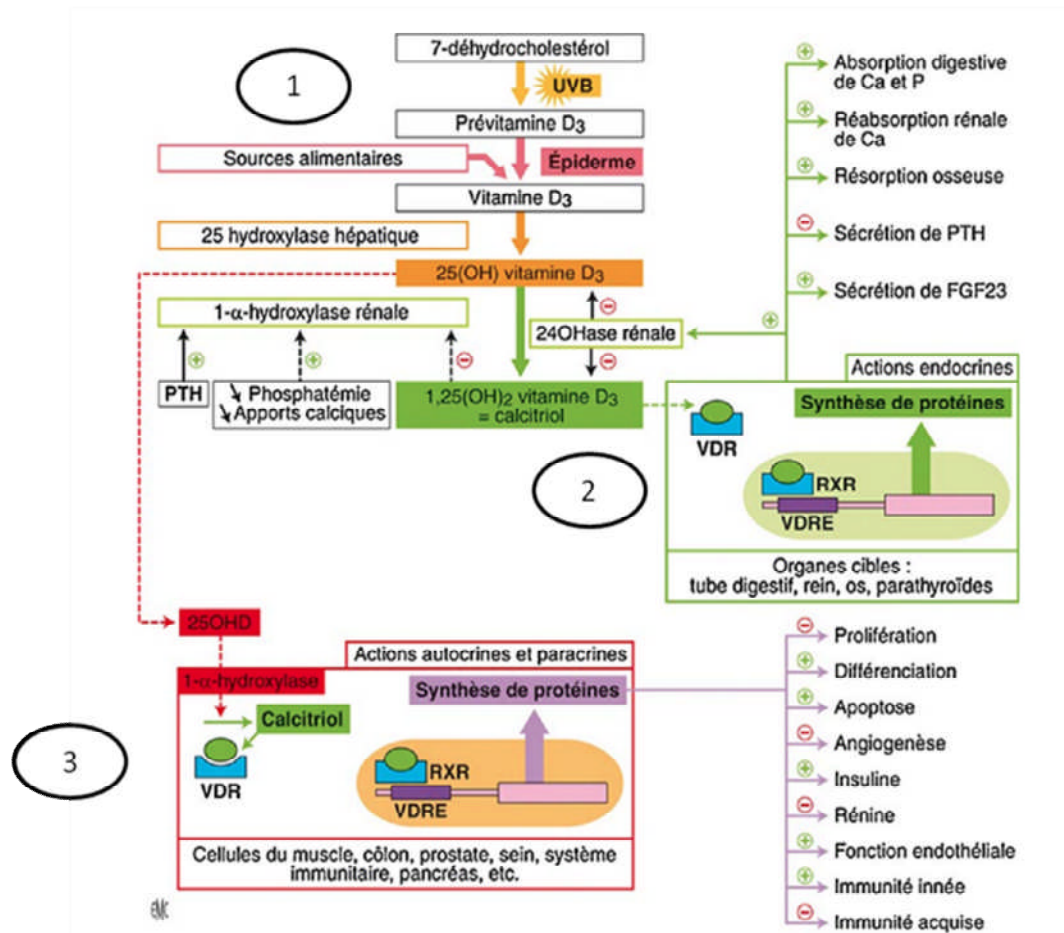 1
7-déhydrocholestérol
UVB
Prévitamine D3
Sources alimentaires
Épiderme
Vitamine D3
25 hydroxylase hépatique
25(OH) vitamine D3
1-α-hydroxylase rénale
24OHase rénale
PTH
↘ Phosphatémie
↘ Apports calciques
1,25(OH)2 vitamine D3
= calcitriol
+
+
-
-
-
+
+
Absorption digestive
de Ca et P
+
Réabsorption rénale
de Ca
+
Résorption osseuse
-
Sécrétion de PTH
+
Sécrétion de FGF23
Actions endocrines
Synthèse de protéines
VDR
RXR
VDRE
Organes cibles :
tube digestif, rein, os, parathyroïdes
2
25OHD
1-α-hydroxylase
Actions autocrines et paracrines
Synthèse de protéines
Calcitriol
VDR
RXR
VDRE
Cellules du muscle, côlon, prostate, sein, système
immunitaire, pancréas, etc.
3
-
Prolifération
+
Différenciation
+
Apoptose
-
Angiogenèse
+
Insuline
-
Rénine
+
Fonction endothéliale
+
Immunité innée
-
Immunité acquise
EMC